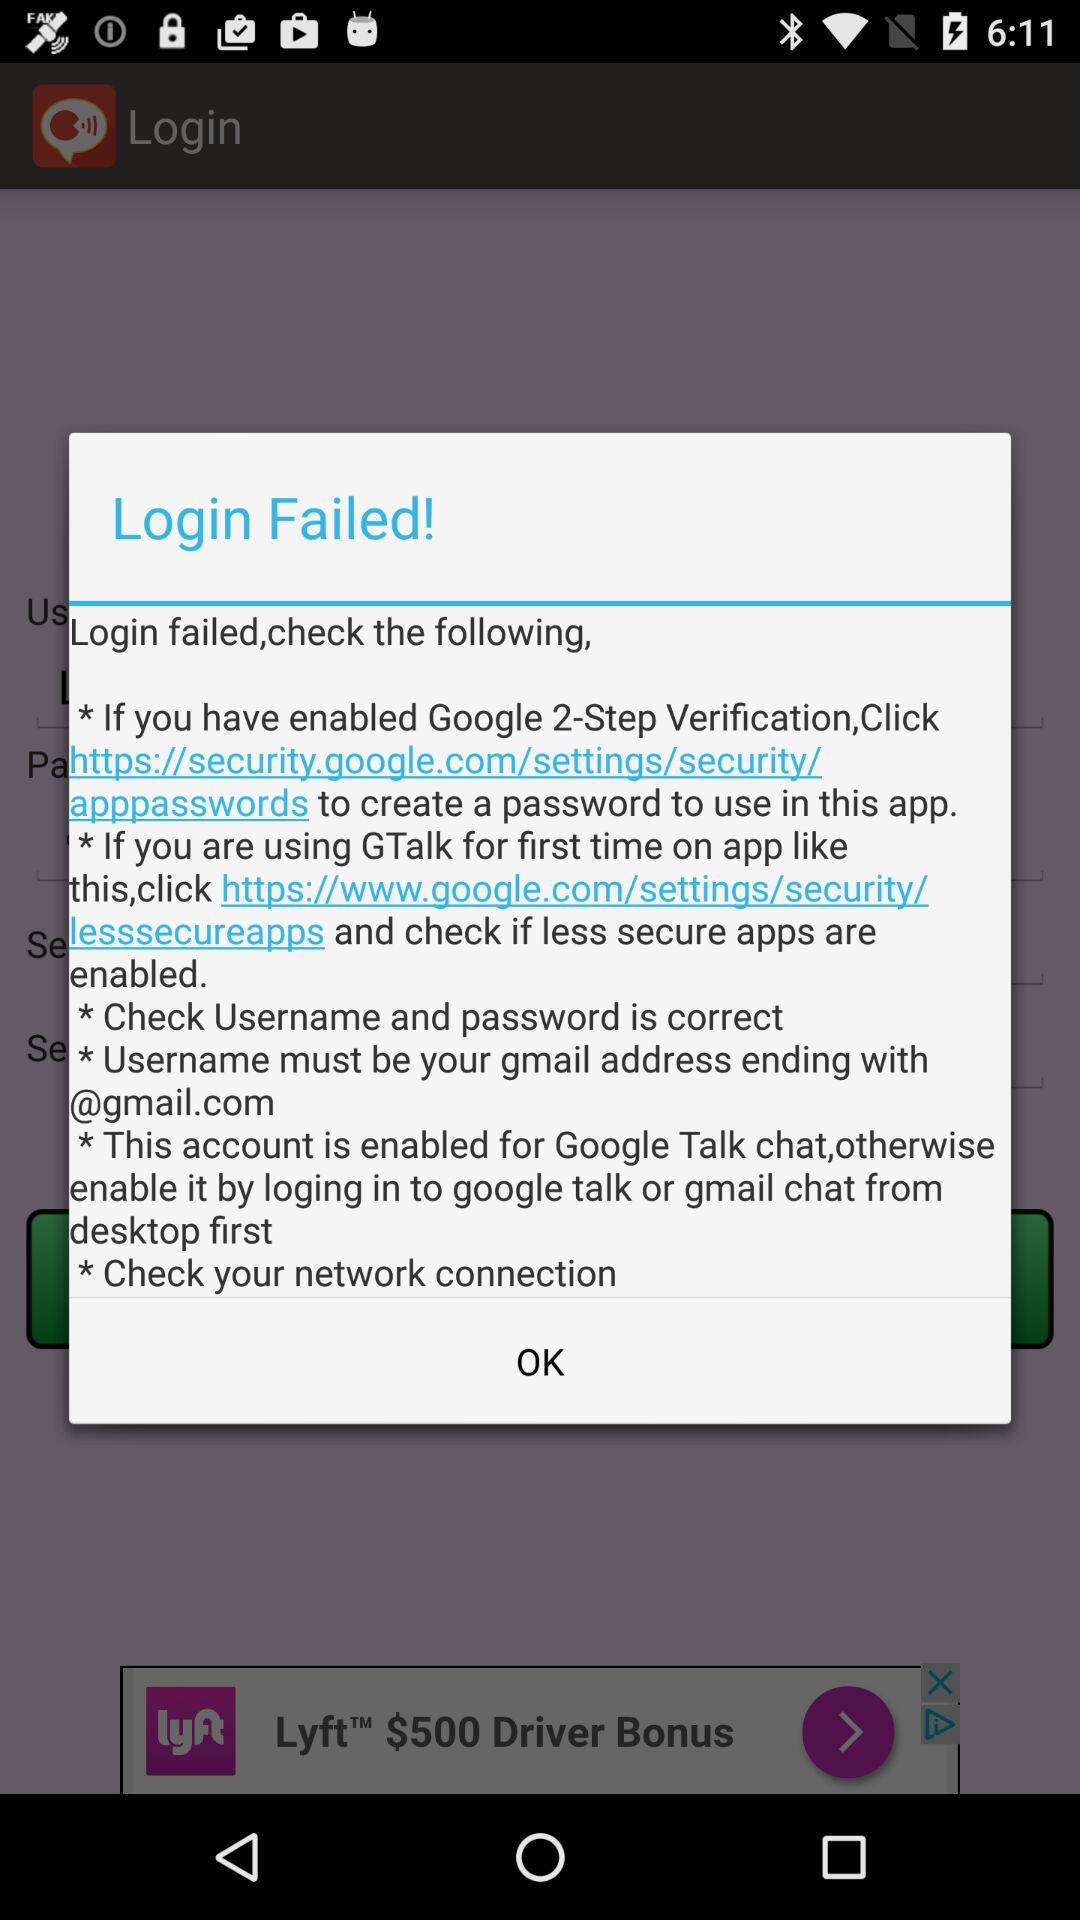 FAKE
6:11
Login
Login Failed!
Us
Login failed,check the following,
* If you have enabled Google 2-Step Verification,Click
Pa
https://security.google.com/settings/security/
apppasswords to create a password to use in this app.
* If you are using GTalk for first time on app like
this,click https://www.google.com/settings/security/
Se
lesssecureapps and check if less secure apps are
enabled.
* Check Username and password is correct
Se
* Username must be your gmail address ending with
@gmail.com
* This account is enabled for Google Talk chat,otherwise
enable it by loging in to google talk or gmail chat from
desktop first
* Check your network connection
OK
lyft
Lyft™ $500 Driver Bonus